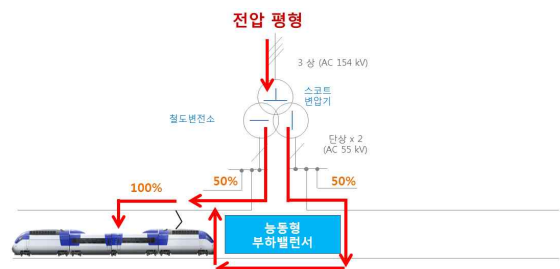 전압 평형
3 상 (AC 154 kV)
스코트
변압기
철도변전소
단상 x 2
(AC 55 kV)
50%
50%
100%
능동형
부하밸런서